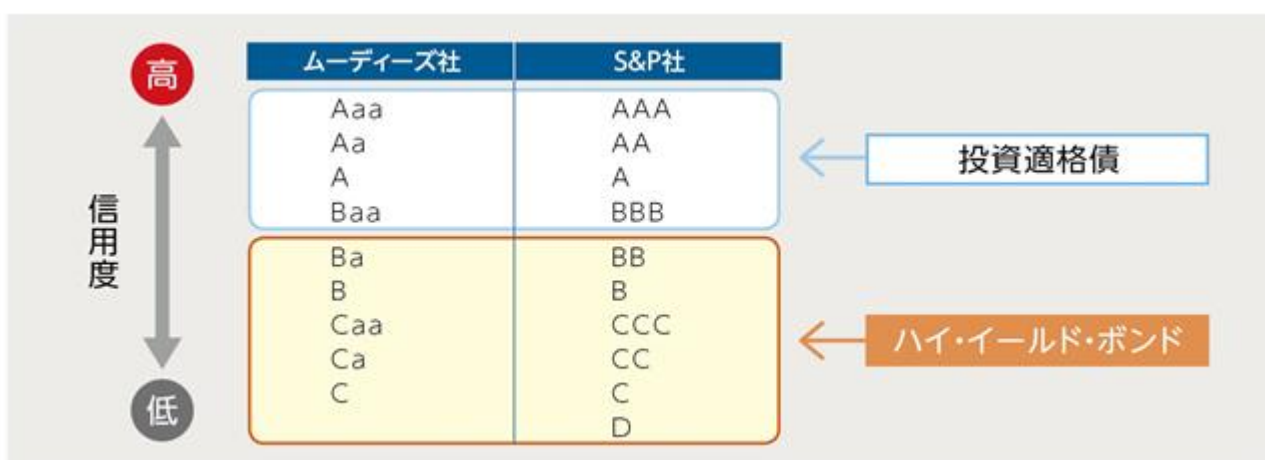 高
信用度
低
ムーディーズ社 S&P社
Aaa AAA
Aa AA
A A
Baa BBB
投資適格債
Ba BB
B B
Caa CCC
Ca CC
C C
D
ハイ・イールド・ボンド